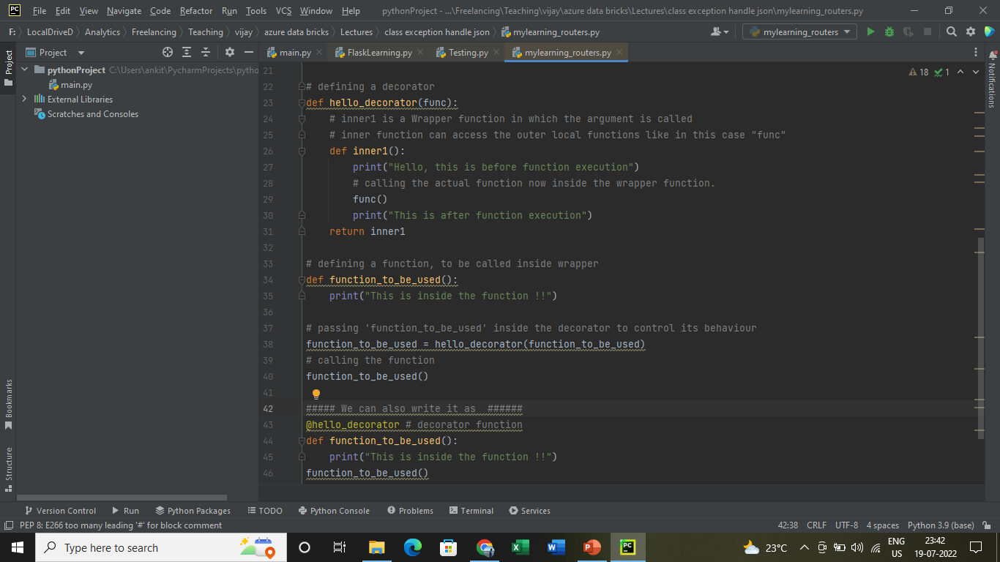 PC File Edit View Navigate Code Refactor Run Tools VCS Window Help pythonProject - ...\Freelancing\Teaching\vijay\azure data bricks\Lectures\class exception handle json\mylearning_routers.py
F: LocalDriveD Analytics Freelancing Teaching vijay azure data bricks Lectures class exception handle json mylearning_routers.py mylearning_routers
Project
Project
pythonProject C:\Users\ankit\PycharmProjects\pytho
main.py
External Libraries
Scratches and Consoles
Bookmarks
Structure
main.py FlaskLearning.py Testing.py mylearning_routers.py
Notifications
18 1
21
22 # defining a decorator
23 def hello_decorator(func):
24 # inner1 is a Wrapper function in which the argument is called
25 # inner function can access the outer local functions like in this case "func"
26 def inner1():
27 print("Hello, this is before function execution")
28 # calling the actual function now inside the wrapper function.
29 func()
30 print("This is after function execution")
31 return inner1
32
33 # defining a function, to be called inside wrapper
34 def function_to_be_used():
35 print("This is inside the function !!")
36
37 # passing 'function_to_be_used' inside the decorator to control its behaviour
38 function_to_be_used = hello_decorator(function_to_be_used)
39 # calling the function
40 function_to_be_used()
41
42 ##### We can also write it as  ######
43 @hello_decorator # decorator function
44 def function_to_be_used():
45 print("This is inside the function !!")
46 function_to_be_used()
Version Control Run Python Packages TODO Python Console Problems Terminal Services
PEP 8: E266 too many leading '#' for block comment 42:38 CRLF UTF-8 4 spaces Python 3.9 (base)
Type here to search 23°C ENG 23:42
US 19-07-2022